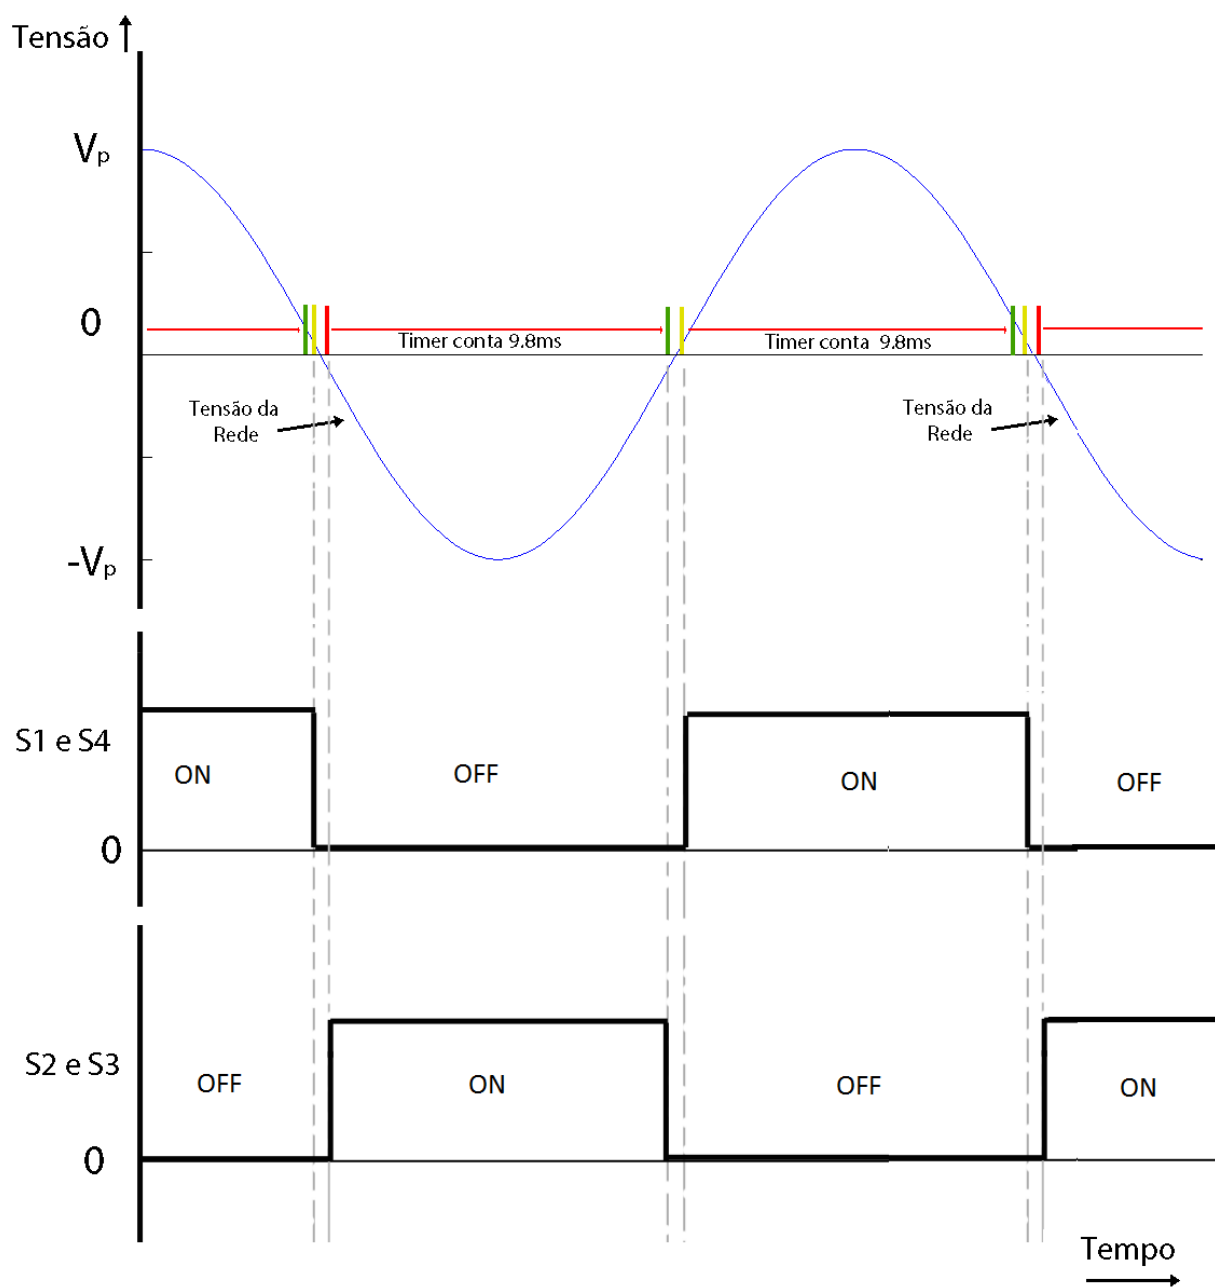 Tensão
Vp
0
Timer conta 9.8ms
Timer conta 9.8ms
Tensão da
Rede
Tensão da
Rede
-Vp
S1 e S4
ON
OFF
ON
OFF
0
S2 e S3
OFF
ON
OFF
ON
0
Tempo